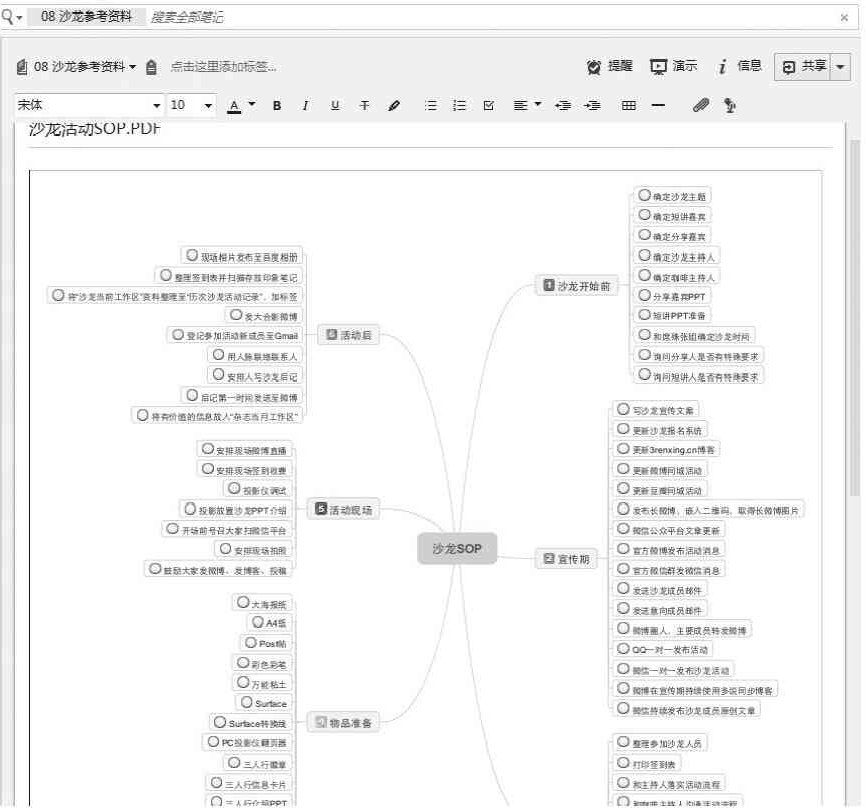 08 沙龙参考资料 搜索全部笔记
08 沙龙参考资料 点击这里添加标签... 提醒 演示 信息 共享
宋体 10 A B I U T
沙龙活动SOP.PDF
沙龙SOP
1 沙龙开始前
确定沙龙主题
确定短讲嘉宾
确定分享嘉宾
确定沙龙主持人
确定咖啡主持人
分享嘉宾PPT
短讲PPT准备
和席珠张姐确定沙龙时间
询问分享人是否有特殊要求
询问短讲人是否有特殊要求
2 宣传期
写沙龙宣传文案
更新沙龙报名系统
更新3renxing.cn博客
更新微博同城活动
更新豆瓣同城活动
发布长微博、嵌入二维码、取得长微博图片
微信公众平台文章更新
官方微博发布活动消息
官方微信群发微信消息
发送沙龙成员邮件
发送意向成员邮件
微博圈人、主要成员转发微博
QQ一对一发布活动
微信一对一发布沙龙活动
微博在宣传期持续使用多说同步博客
微信持续发布沙龙成员原创文章
整理参加沙龙人员
打印签到表
和主持人落实活动流程
和咖啡主持人沟通活动流程
物品准备
大海报纸
A4纸
Post帖
彩色彩笔
万能粘土
Surface
Surface转换线
PC投影仪翻页器
三人行徽章
三人行信息卡片
三人行介绍PPT
5 活动现场
安排现场微博直播
安排现场签到收费
投影仪调试
投影放置沙龙PPT介绍
开场前号召大家扫微信平台
安排现场拍照
鼓励大家发微博、发博客、投稿
6 活动后
现场相片发布至百度相册
整理签到表并扫描存放印象笔记
将“沙龙当前工作区”资料整理至“历次沙龙活动记录”，加标签
发大合影微博
登记参加活动新成员至Gmail
用人脉联络联系人
安排人写沙龙后记
后记第一时间发送至微博
将有价值的信息放入“杂志当月工作区”